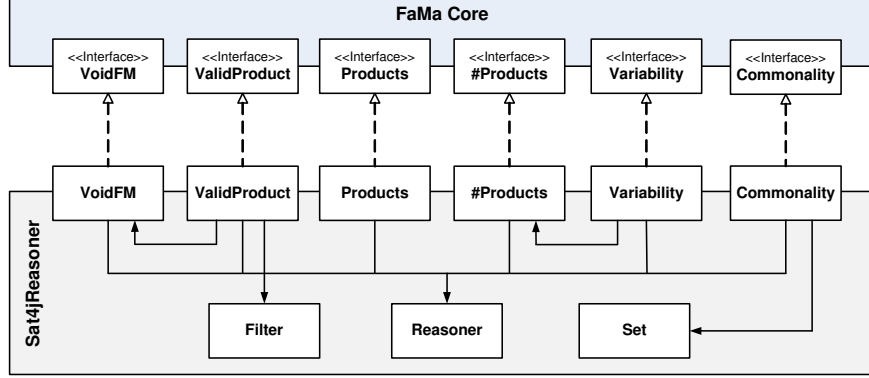 FaMa Core
<<Interface>>
VoidFM
<<Interface>>
ValidProduct
<<Interface>>
Products
<<Interface>>
#Products
<<Interface>>
Variability
<<Interface>>
Commonality
VoidFM
ValidProduct
Products
#Products
Variability
Commonality
Sat4jReasoner
Filter
Reasoner
Set